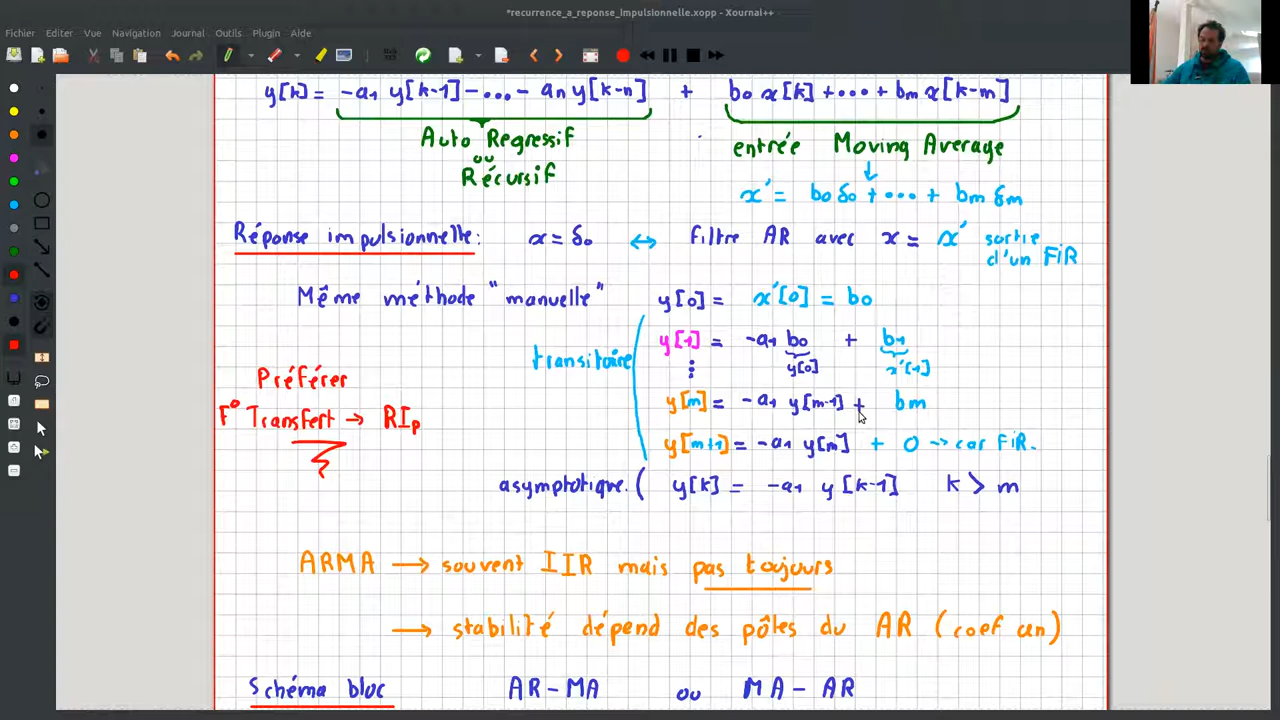 *recurrence_a_reponse_impulsionnelle.xopp - Xournal++
Fichier Editer Vue Navigation Journal Outils Plugin Aide
y[k] = -a1 y[k-1] - ... - an y[k-n] + b0 x[k] + ... + bm x[k-m]
Auto Regressif
ou
Récursif
entrée Moving Average
↓
x' = b0 δ0 + ... + bm δm
Réponse impulsionnelle: x = δ0 ↔ filtre AR avec x = x' sortie
d'un FiR
Même méthode "manuelle" y[0] = x'[0] = b0
transitoire
y[1] = -a1 b0 + b1
y[0] x'[1]
⋮
y[m] = -a1 y[m-1] + bm
y[m+1] = -a1 y[m] + 0 → car FiR.
asymptotique. ( y[k] = -a1 y[k-1] k > m
Préférer
F° Transfert → RIp
ARMA → souvent IIR mais pas toujours
→ stabilité dépend des pôles du AR (coef an)
Schéma bloc AR-MA ou MA-AR